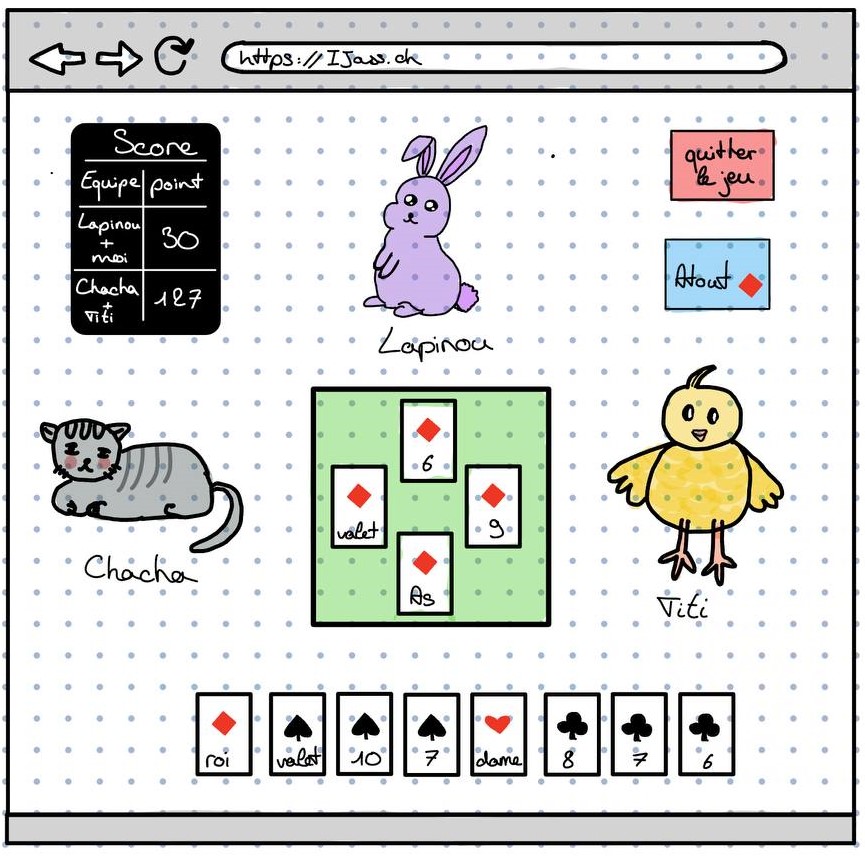 https://IJass.ch
Score
Equipe point
Lapinou
+
moi
30
Chacha
+
Titi
127
quitter
le jeu
Atout
Lapinou
6
valet
9
As
Chacha
Titi
roi valet 10 7 dame 8 7 6